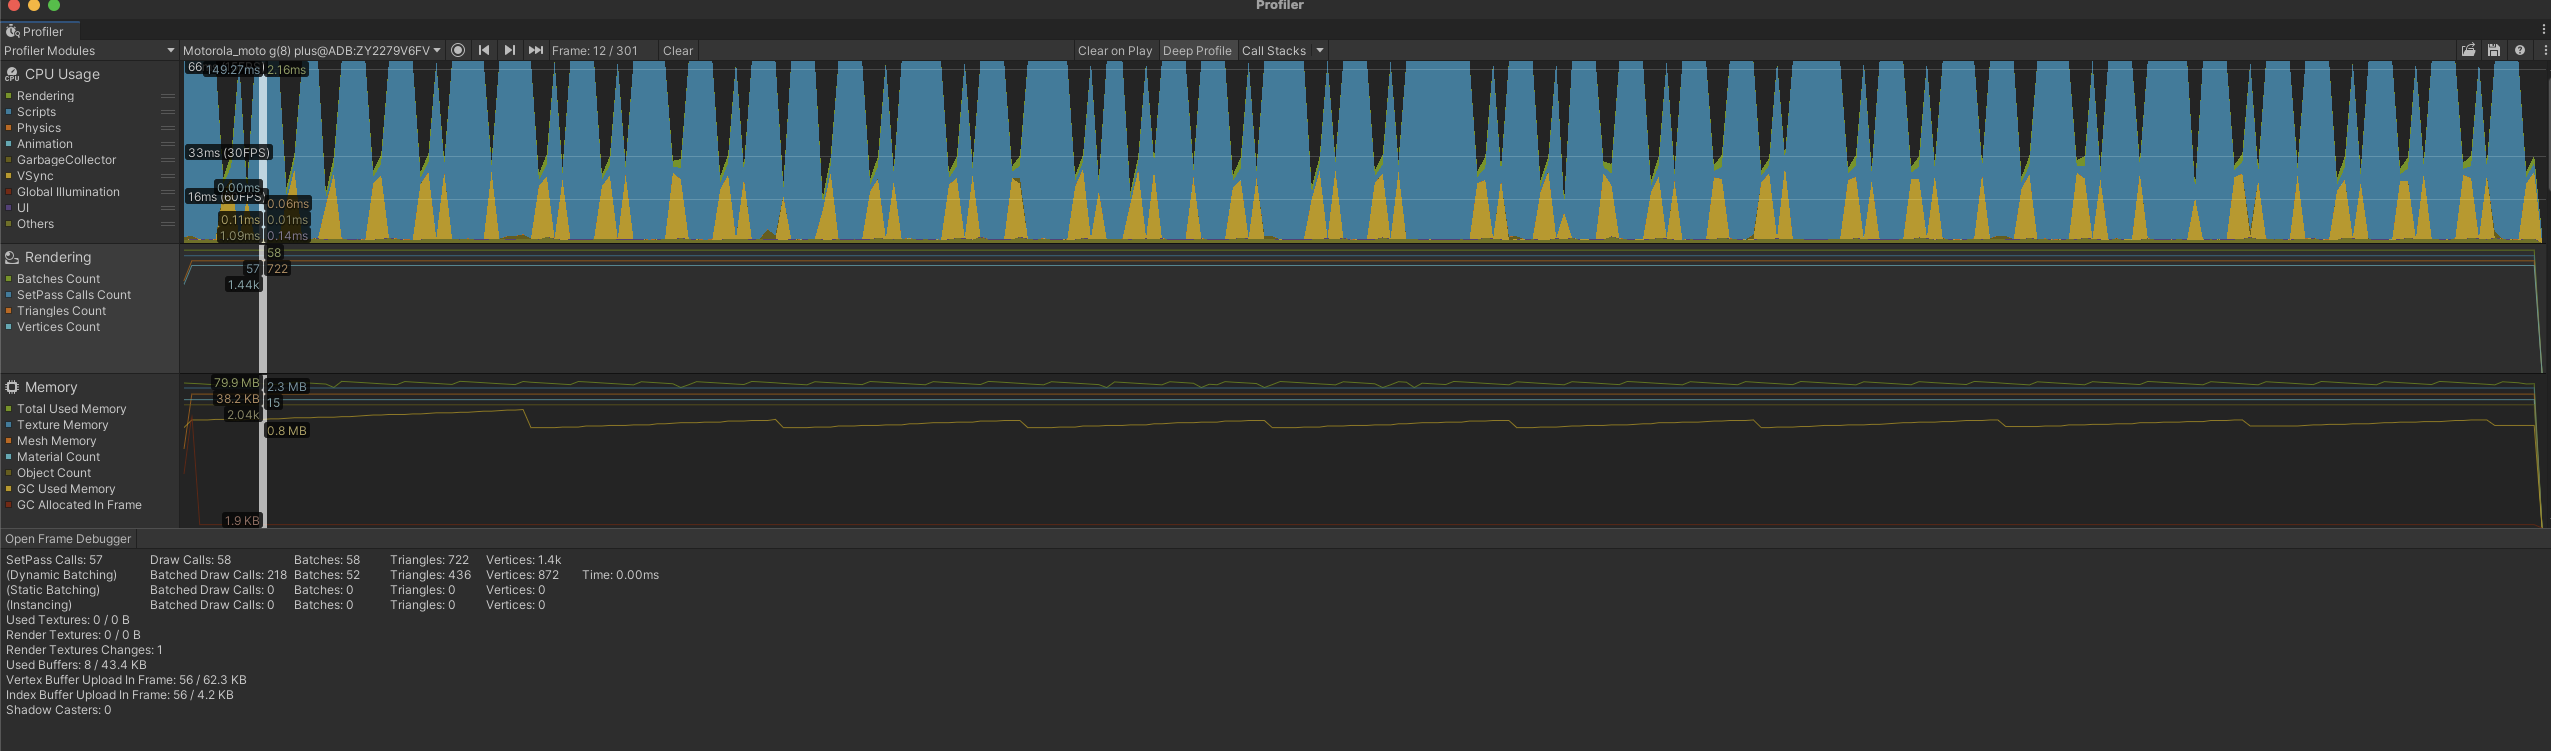 Profiler
Profiler
Profiler Modules Motorola_moto g(8) plus@ADB:ZY2279V6FV Frame: 12 / 301 Clear Clear on Play Deep Profile Call Stacks
CPU Usage
Rendering
Scripts
Physics
Animation
GarbageCollector
VSync
Global Illumination
UI
Others
66
149.27ms 2.16ms
33ms (30FPS)
0.00ms
16ms (60FPS) 0.06ms
0.11ms 0.01ms
1.09ms 0.14ms
Rendering
Batches Count
SetPass Calls Count
Triangles Count
Vertices Count
58
57 722
1.44k
Memory
Total Used Memory
Texture Memory
Mesh Memory
Material Count
Object Count
GC Used Memory
GC Allocated In Frame
79.9 MB 2.3 MB
38.2 KB 15
2.04k
0.8 MB
1.9 KB
Open Frame Debugger
SetPass Calls: 57 Draw Calls: 58 Batches: 58 Triangles: 722 Vertices: 1.4k
(Dynamic Batching) Batched Draw Calls: 218 Batches: 52 Triangles: 436 Vertices: 872 Time: 0.00ms
(Static Batching) Batched Draw Calls: 0 Batches: 0 Triangles: 0 Vertices: 0
(Instancing) Batched Draw Calls: 0 Batches: 0 Triangles: 0 Vertices: 0
Used Textures: 0 / 0 B
Render Textures: 0 / 0 B
Render Textures Changes: 1
Used Buffers: 8 / 43.4 KB
Vertex Buffer Upload In Frame: 56 / 62.3 KB
Index Buffer Upload In Frame: 56 / 4.2 KB
Shadow Casters: 0